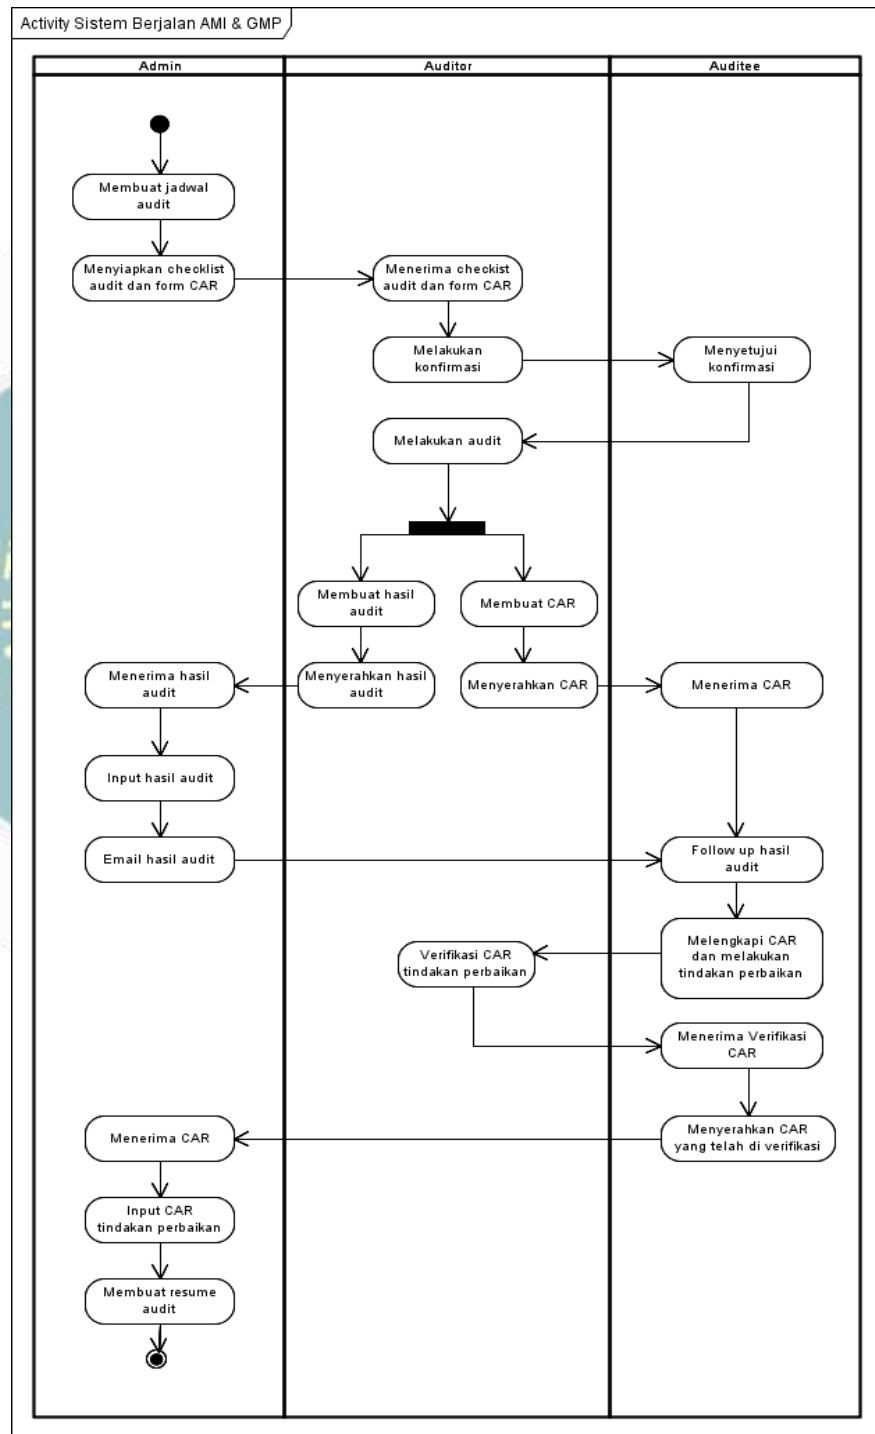 Activity Sistem Berjalan AMI & GMP
Admin
Auditor
Auditee
Membuat jadwal
audit
Menyiapkan checklist
audit dan form CAR
Menerima checkist
audit dan form CAR
Melakukan
konfirmasi
Menyetujui
konfirmasi
Melakukan audit
Membuat hasil
audit
Membuat CAR
Menerima hasil
audit
Menyerahkan hasil
audit
Menyerahkan CAR
Menerima CAR
Input hasil audit
Email hasil audit
Follow up hasil
audit
Verifikasi CAR
tindakan perbaikan
Melengkapi CAR
dan melakukan
tindakan perbaikan
Menerima Verifikasi
CAR
Menerima CAR
Menyerahkan CAR
yang telah di verifikasi
Input CAR
tindakan perbaikan
Membuat resume
audit